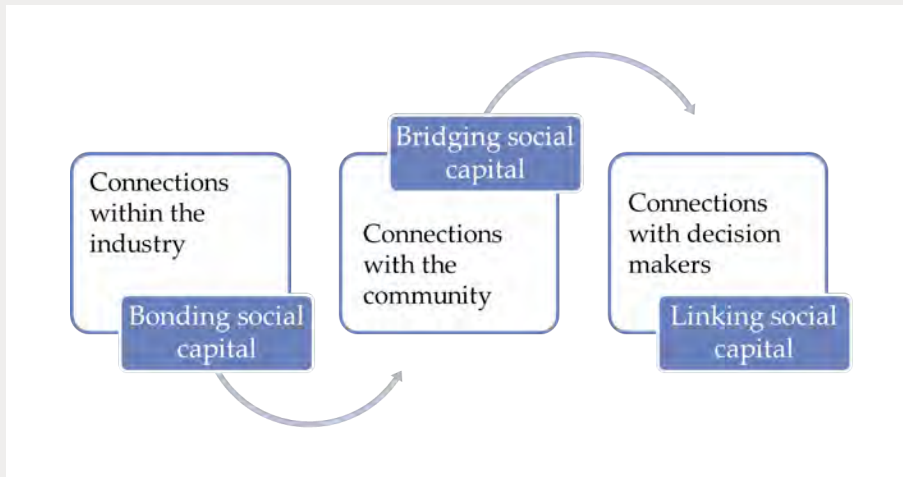 Connections
within the
industry
Bonding social
capital
Bridging social
capital
Connections
with the
community
Connections
with decision
makers
Linking social
capital